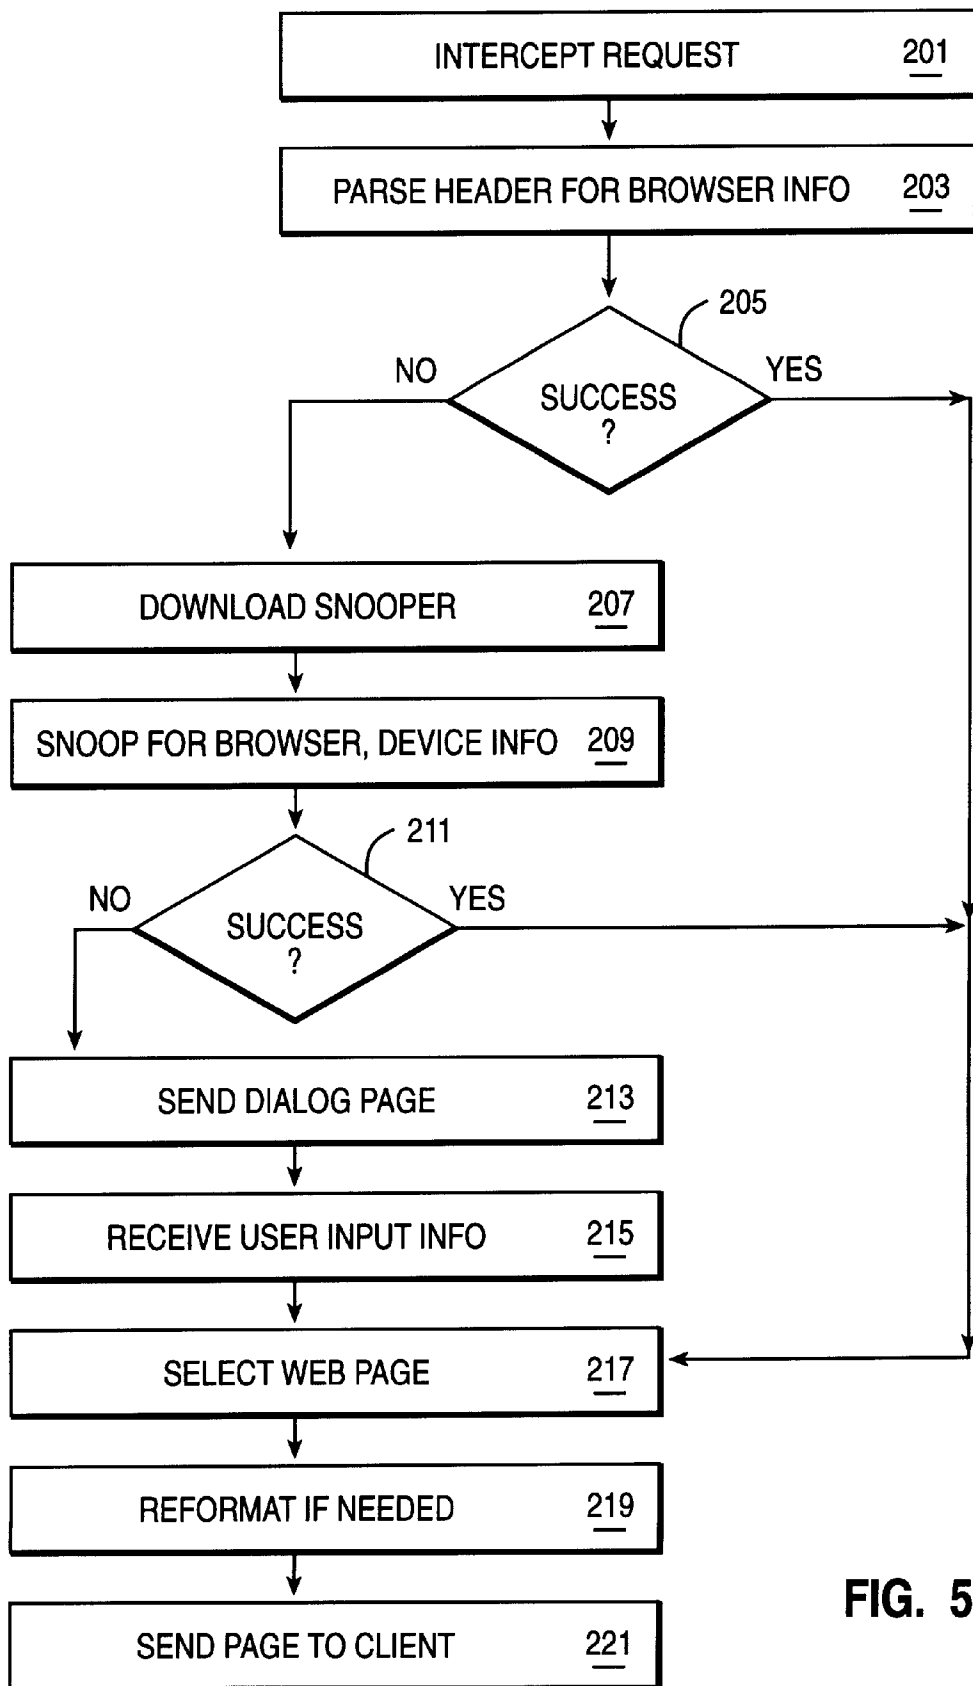 INTERCEPT REQUEST 201
PARSE HEADER FOR BROWSER INFO 203
205
NO
YES
SUCCESS
?
DOWNLOAD SNOOPER 207
SNOOP FOR BROWSER, DEVICE INFO 209
211
NO
YES
SUCCESS
?
SEND DIALOG PAGE 213
RECEIVE USER INPUT INFO 215
SELECT WEB PAGE 217
REFORMAT IF NEEDED 219
SEND PAGE TO CLIENT 221
FIG. 5